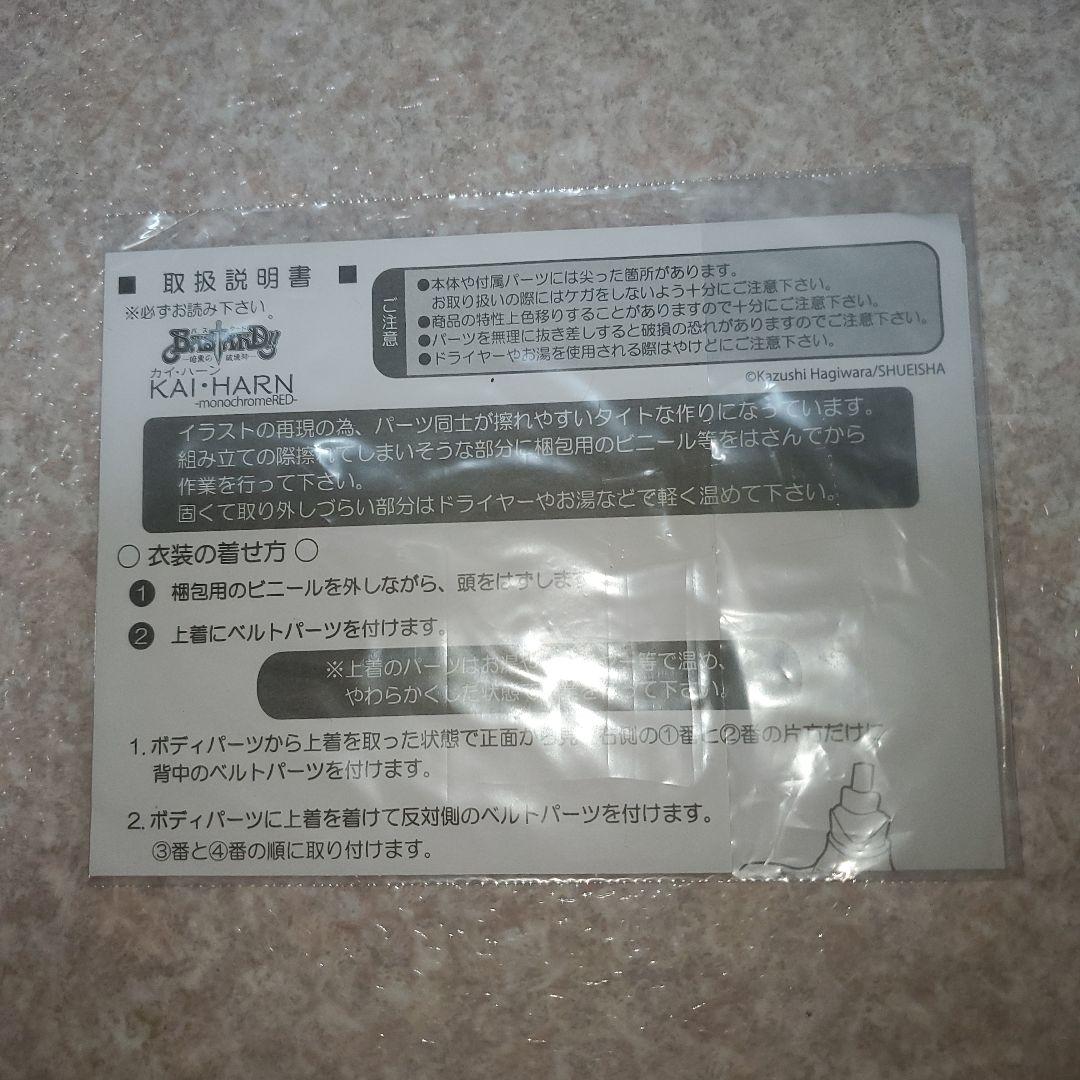 ■ 取扱説明書 ■
※必ずお読み下さい。
BASTARD!!
-暗黒の破壊神-
カイ・ハーン
KAI・HARN
-monochromeRED-
ご注意
●本体や付属パーツには尖った箇所があります。
お取り扱いの際にはケガをしないよう十分にご注意下さい。
●商品の特性上色移りすることがありますので十分にご注意下さい。
●パーツを無理に抜き差しすると破損の恐れがありますのでご注意下さい。
●ドライヤーやお湯を使用される際はやけどにご注意下さい。
©Kazushi Hagiwara/SHUEISHA
イラストの再現の為、パーツ同士が擦れやすいタイトな作りになっています。
組み立ての際擦れてしまいそうな部分に梱包用のビニール等をはさんでから
作業を行って下さい。
固くて取り外しづらい部分はドライヤーやお湯などで軽く温めて下さい。
○ 衣装の着せ方 ○
❶ 梱包用のビニールを外しながら、頭をはずします
❷ 上着にベルトパーツを付けます。
※上着のパーツはお湯や 等で温め、
やわらかくした状態で って下さい。
1. ボディパーツから上着を取った状態で正面から見 右側の①番と②番の片方だけに
背中のベルトパーツを付けます。
2. ボディパーツに上着を着けて反対側のベルトパーツを付けます。
③番と④番の順に取り付けます。